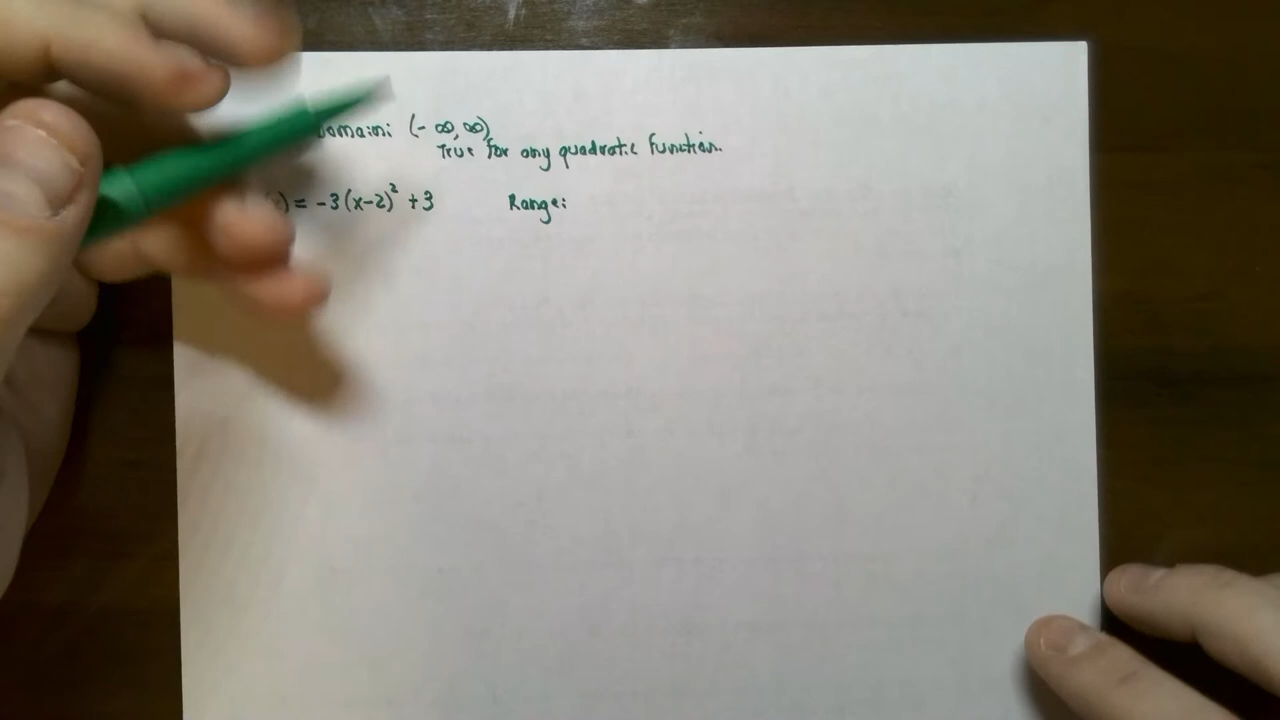 Domain: (-∞,∞)
True for any quadratic function.
) = -3(x-2)² +3 Range: